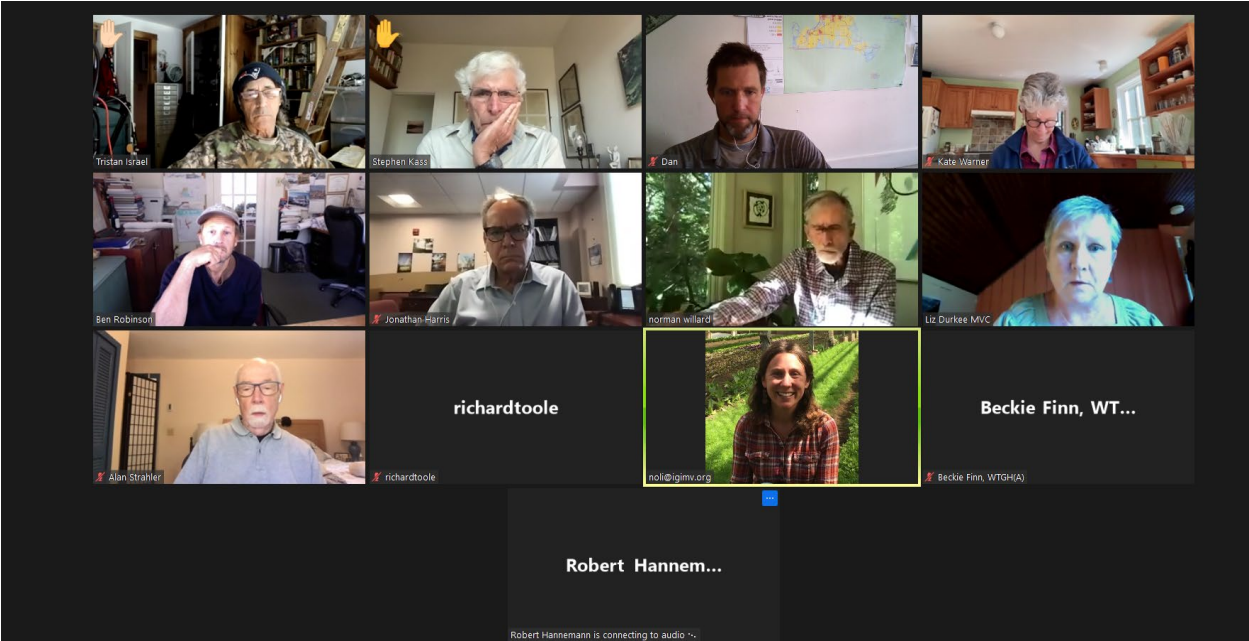 Tristan Israel
Stephen Kass
Dan
Kate Warner
Ben Robinson
Jonathan Harris
norman willard
Liz Durkee MVC
Alan Strahler
richardtoole
richardtoole
noli@igimv.org
Beckie Finn, WT...
Beckie Finn, WTGH(A)
Robert Hannem...
Robert Hannemann is connecting to audio